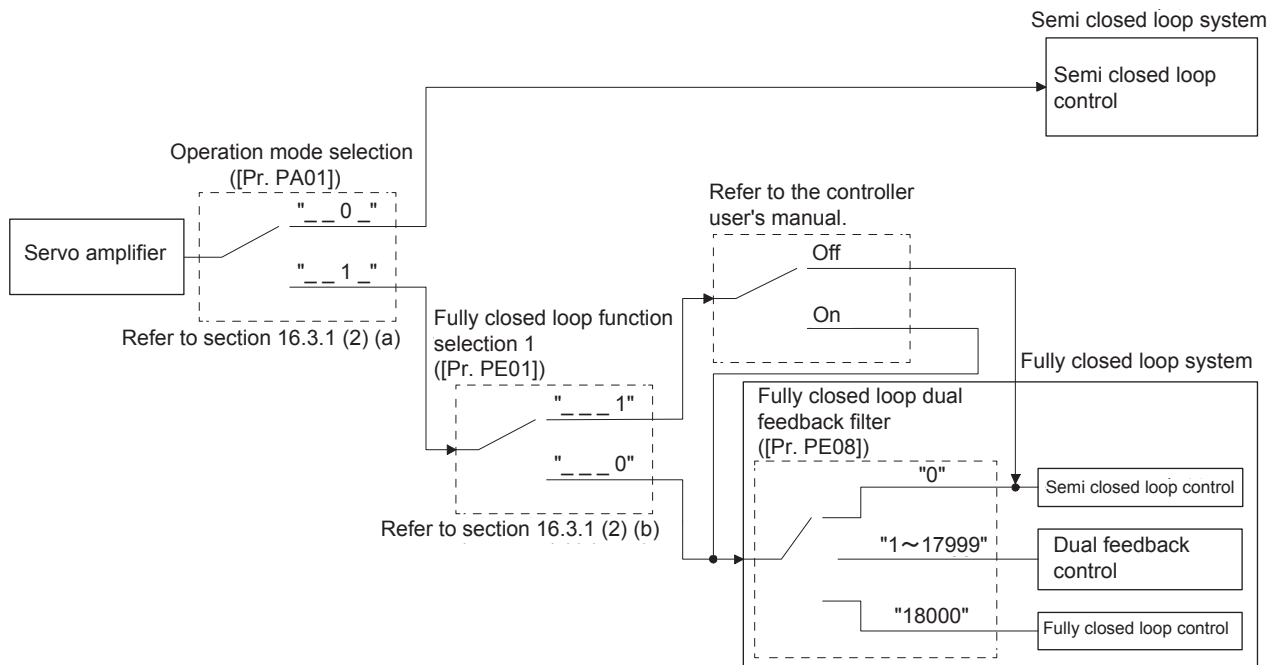 Semi closed loop system
Semi closed loop
control
Operation mode selection
([Pr. PA01])
"_ _ 0 _"
"_ _ 1 _"
Servo amplifier
Refer to section 16.3.1 (2) (a)
Refer to the controller
user's manual.
Off
On
Fully closed loop function
selection 1
([Pr. PE01])
"_ _ _ 1"
"_ _ _ 0"
Refer to section 16.3.1 (2) (b)
Fully closed loop system
Fully closed loop dual
feedback filter
([Pr. PE08])
"0"
Semi closed loop control
"1～17999"
Dual feedback
control
"18000"
Fully closed loop control